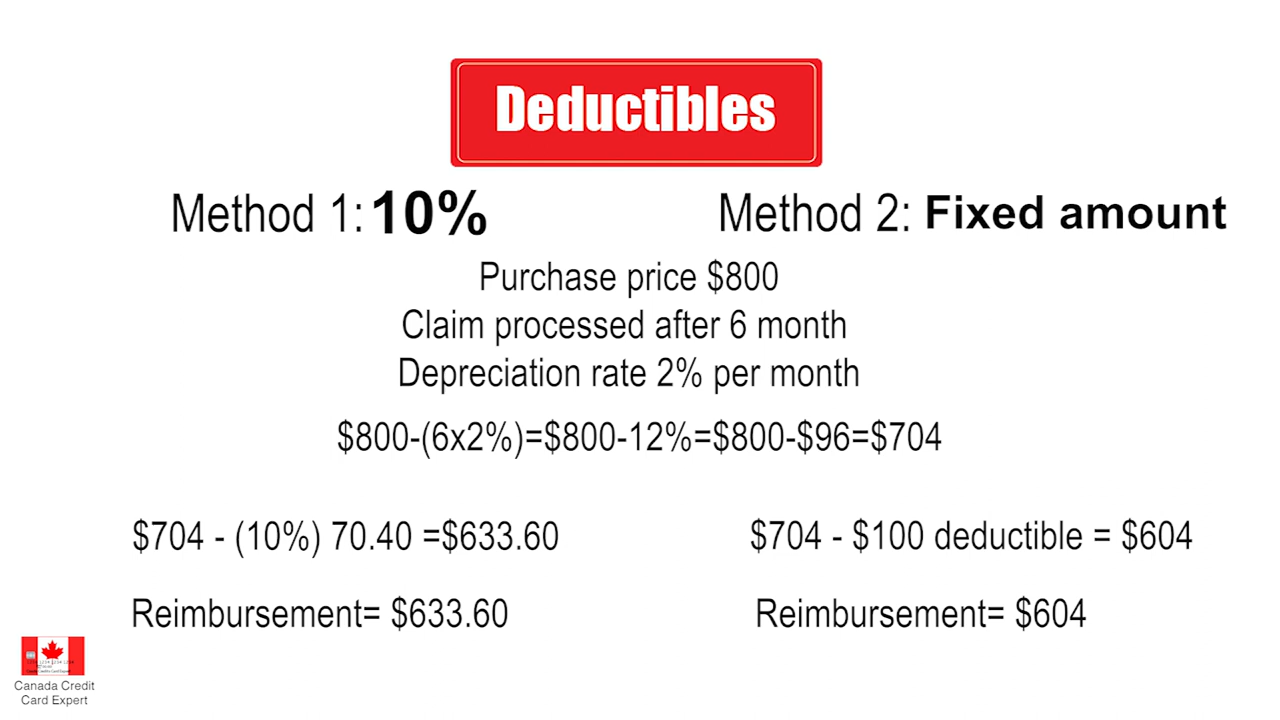 Deductibles
Method 1: 10%
Method 2: Fixed amount
Purchase price $800
Claim processed after 6 month
Depreciation rate 2% per month
$800-(6x2%)=$800-12%=$800-$96=$704
$704 - (10%) 70.40 =$633.60
$704 - $100 deductible = $604
Reimbursement= $633.60
Reimbursement= $604
Canada Credit
Card Expert